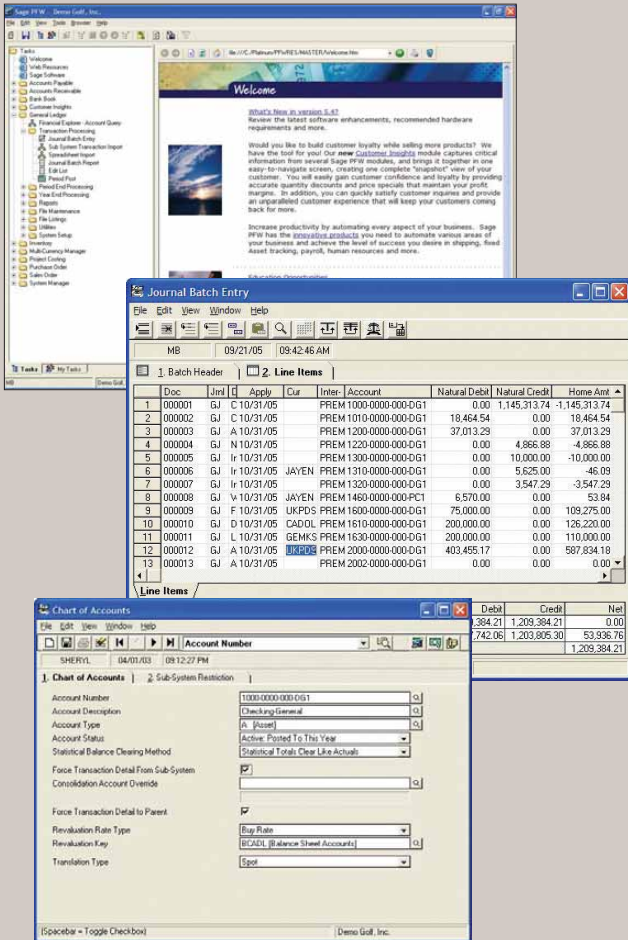 Sage PFW - Demo Golf, Inc.
File Edit View Tools Browser Help
Tasks
Welcome
Web Resources
Sage Software
Accounts Payable
Accounts Receivable
Bank Book
Customer Insights
General Ledger
Financial Explorer - Account Query
Transaction Processing
Journal Batch Entry
Sub System Transaction Import
Spreadsheet Import
Journal Batch Report
Edit List
Period Post
Period End Processing
Year End Processing
Reports
File Maintenance
File Listings
Utilities
System Setup
Inventory
Multi-Currency Manager
Project Costing
Purchase Order
Sales Order
System Manager
Tasks My Tasks
MB Demo Golf,
file:///C:/Platinum/PFWRES/MASTER/Welcome.htm
Welcome
What's New in version 5.4?
Review the latest software enhancements, recommended hardware
requirements and more.
Would you like to build customer loyalty while selling more products? We
have the tool for you! Our new Customer Insights module captures critical
information from several Sage PFW modules, and brings it together in one
easy-to-navigate screen, creating one complete "snapshot" view of your
customer. You will easily gain customer confidence and loyalty by providing
accurate quantity discounts and price specials that maintain your profit
margins. In addition, you can quickly satisfy customer inquiries and provide
an unparalleled customer experience that will keep your customers coming
back for more.
Increase productivity by automating every aspect of your business. Sage
PFW has the innovative products you need to automate various areas of
your business and achieve the level of success you desire in shipping, fixed
Asset tracking, payroll, human resources and more.
Education Opportunities
Journal Batch Entry
File Edit View Window Help
MB 09/21/05 09:42:46 AM
1. Batch Header 2. Line Items
Doc Jrnl D Apply Cur Inter- Account Natural Debit Natural Credit Home Amt
1 000001 GJ C 10/31/05 PREM 1000-0000-000-DG1 0.00 1,145,313.74 -1,145,313.74
2 000002 GJ C 10/31/05 PREM 1010-0000-000-DG1 18,464.54 0.00 18,464.54
3 000003 GJ A 10/31/05 PREM 1200-0000-000-DG1 37,013.29 0.00 37,013.29
4 000004 GJ N 10/31/05 PREM 1220-0000-000-DG1 0.00 4,866.88 -4,866.88
5 000005 GJ Ir 10/31/05 PREM 1300-0000-000-DG1 0.00 10,000.00 -10,000.00
6 000006 GJ Ir 10/31/05 JAYEN PREM 1310-0000-000-DG1 0.00 5,625.00 -46.09
7 000007 GJ Ir 10/31/05 PREM 1320-0000-000-DG1 0.00 3,547.29 -3,547.29
8 000008 GJ 10/31/05 JAYEN PREM 1460-0000-000-PC1 6,570.00 0.00 53.84
9 000009 GJ F 10/31/05 UKPDS PREM 1600-0000-000-DG1 75,000.00 0.00 109,275.00
10 000010 GJ D 10/31/05 CADOL PREM 1610-0000-000-DG1 200,000.00 0.00 126,220.00
11 000011 GJ L 10/31/05 GEMKS PREM 1630-0000-000-DG1 200,000.00 0.00 110,000.00
12 000012 GJ A 10/31/05 UKPDS PREM 2000-0000-000-DG1 403,455.17 0.00 587,834.18
13 000013 GJ A 10/31/05 PREM 2002-0000-000-DG1 0.00 0.00 0.00
Line Items
Debit Credit Net
,384.21 1,209,384.21 0.00
,742.06 1,203,805.30 53,936.76
1,209,384.21
Chart of Accounts
File Edit View Window Help
Account Number
SHERYL 04/01/03 09:12:27 PM
1. Chart of Accounts 2. Sub-System Restriction
Account Number 1000-0000-000-DG1
Account Description Checking-General
Account Type A (Asset)
Account Status Active: Posted To This Year
Statistical Balance Clearing Method Statistical Totals Clear Like Actuals
Force Transaction Detail From Sub-System
Consolidation Account Override
Force Transaction Detail to Parent
Revaluation Rate Type Buy Rate
Revaluation Key BCADL (Balance Sheet Accounts)
Translation Type Spot
(Spacebar = Toggle Checkbox) Demo Golf, Inc.